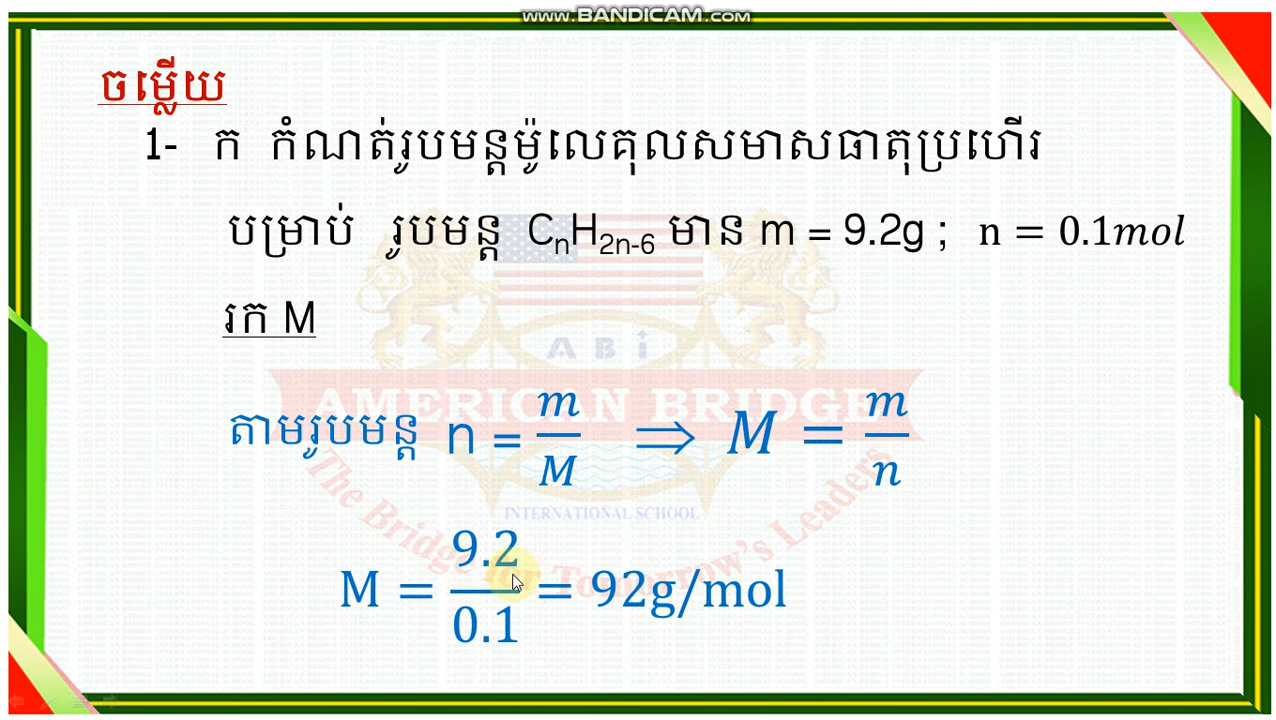 www.BANDICAM.com
ចម្លើយ
1- ក កំណត់រូបមន្តម៉ូលេគុលសមាសធាតុប្រហើរ
បម្រាប់ រូបមន្ត CnH2n-6 មាន m = 9.2g ; n = 0.1mol
រក M
ABi
AMERICAN BRIDGE
តាមរូបមន្ត n = m/M ⇒ M = m/n
INTERNATIONAL SCHOOL
The Bridge for Tomorrow's Leaders
M = 9.2/0.1 = 92g/mol